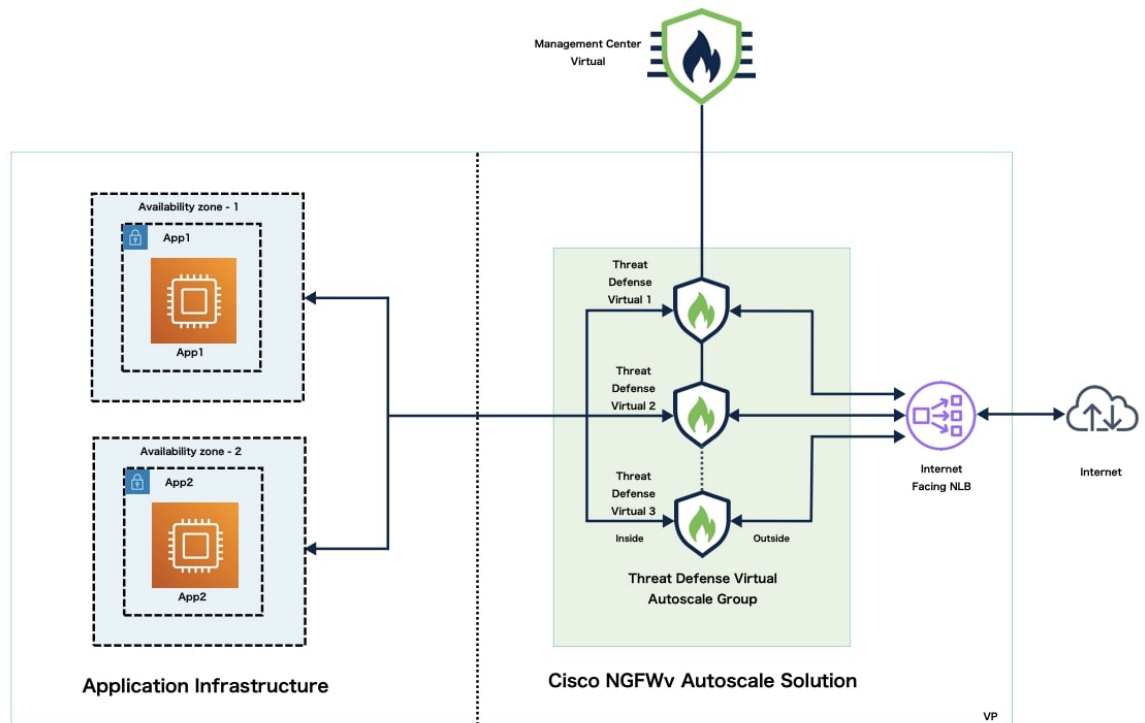 Management Center
Virtual
Availability zone - 1
App1
App1
Availability zone - 2
App2
App2
Application Infrastructure
Threat
Defense
Virtual 1
Threat
Defense
Virtual 2
Threat
Defense
Virtual 3
Inside
Outside
Threat Defense Virtual
Autoscale Group
Cisco NGFWv Autoscale Solution
Internet
Facing NLB
Internet
VP